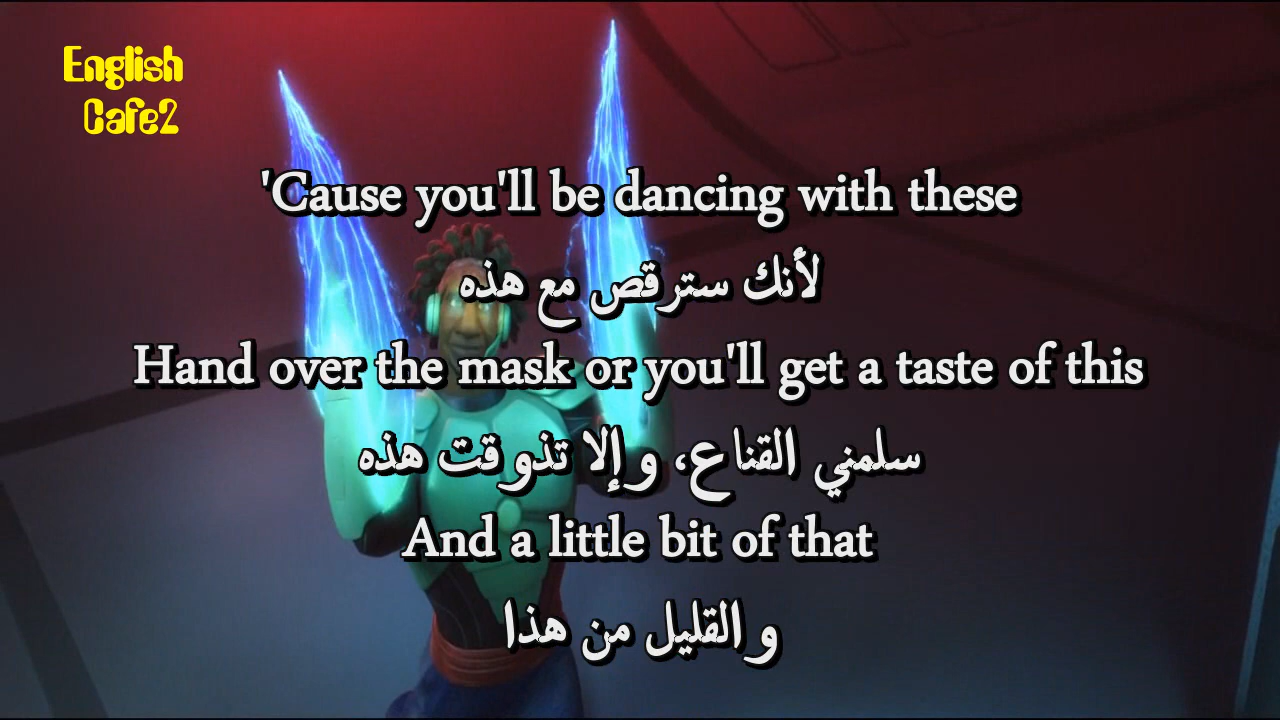 English
Cafe2
'Cause you'll be dancing with these
لأنك سترقص مع هذه
Hand over the mask or you'll get a taste of this
سلمني القناع، وإلا تذوقت هذه
And a little bit of that
والقليل من هذا